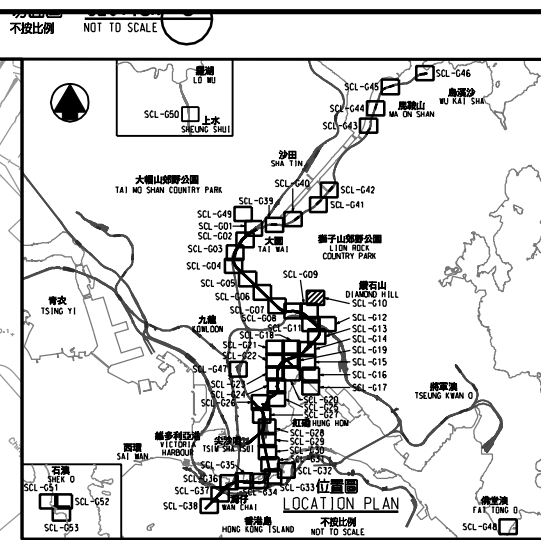 不按比例
NOT TO SCALE
羅湖
LO WU
SCL-G50
上水
SHEUNG SHUI
SCL-G46
SCL-G45
烏溪沙
WU KAI SHA
SCL-G44
馬鞍山
MA ON SHAN
SCL-G43
沙田
SHA TIN
大帽山郊野公園
TAI MO SHAN COUNTRY PARK
SCL-G40
SCL-G39
SCL-G42
SCL-G41
SCL-G49
SCL-G01
SCL-G02
大圍
TAI WAI
獅子山郊野公園
LION ROCK
COUNTRY PARK
SCL-G03
SCL-G04
SCL-G05
SCL-G06
SCL-G07
SCL-G08
SCL-G09
鑽石山
DIAMOND HILL
SCL-G10
青衣
TSING YI
九龍
KOWLOON
SCL-G11
SCL-G12
SCL-G13
SCL-G14
SCL-G18
SCL-G19
SCL-G21
SCL-G22
SCL-G15
SCL-G16
SCL-G17
SCL-G47
SCL-G23
SCL-G24
SCL-G26
SCL-G20
SCL-G27
將軍澳
TSEUNG KWAN O
紅磡 HUNG HOM
SCL-G28
SCL-G29
SCL-G30
維多利亞港
VICTORIA
HARBOUR
TSIM SHA TSUI
西環
SAI WAN
SCL-G35
SCL-G36
SCL-G37
SCL-G38
SCL-G32
SCL-G33
SCL-G34
WAN CHAI
石澳
SHEK O
SCL-G51
SCL-G52
SCL-G53
香港島
HONG KONG ISLAND
位置圖
LOCATION PLAN
不按比例
NOT TO SCALE
佛堂澳
FAT TONG O
SCL-G48